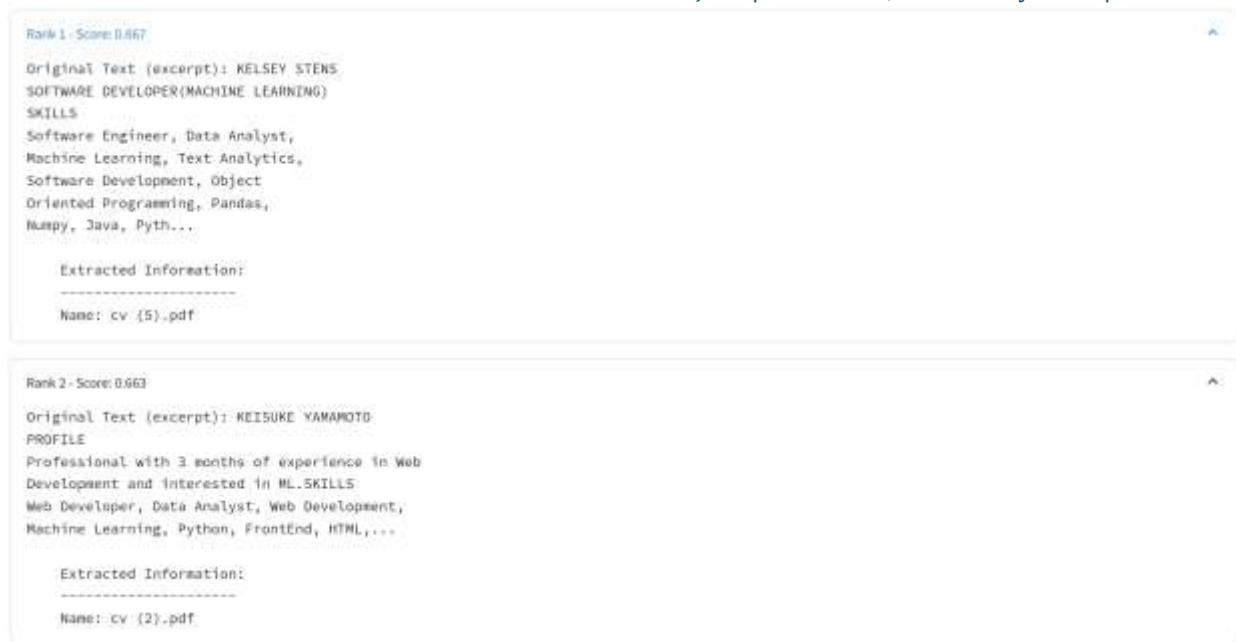 Rank 1 - Score: 0.667
Original Text (excerpt): KELSEY STENS
SOFTWARE DEVELOPER(MACHINE LEARNING)
SKILLS
Software Engineer, Data Analyst,
Machine Learning, Text Analytics,
Software Development, Object
Oriented Programming, Pandas,
Numpy, Java, Pyth...
Extracted Information:
---------------------
Name: cv (5).pdf
Rank 2 - Score: 0.663
Original Text (excerpt): KEISUKE YAMAMOTO
PROFILE
Professional with 3 months of experience in Web
Development and interested in ML.SKILLS
Web Developer, Data Analyst, Web Development,
Machine Learning, Python, FrontEnd, HTML,...
Extracted Information:
---------------------
Name: cv (2).pdf